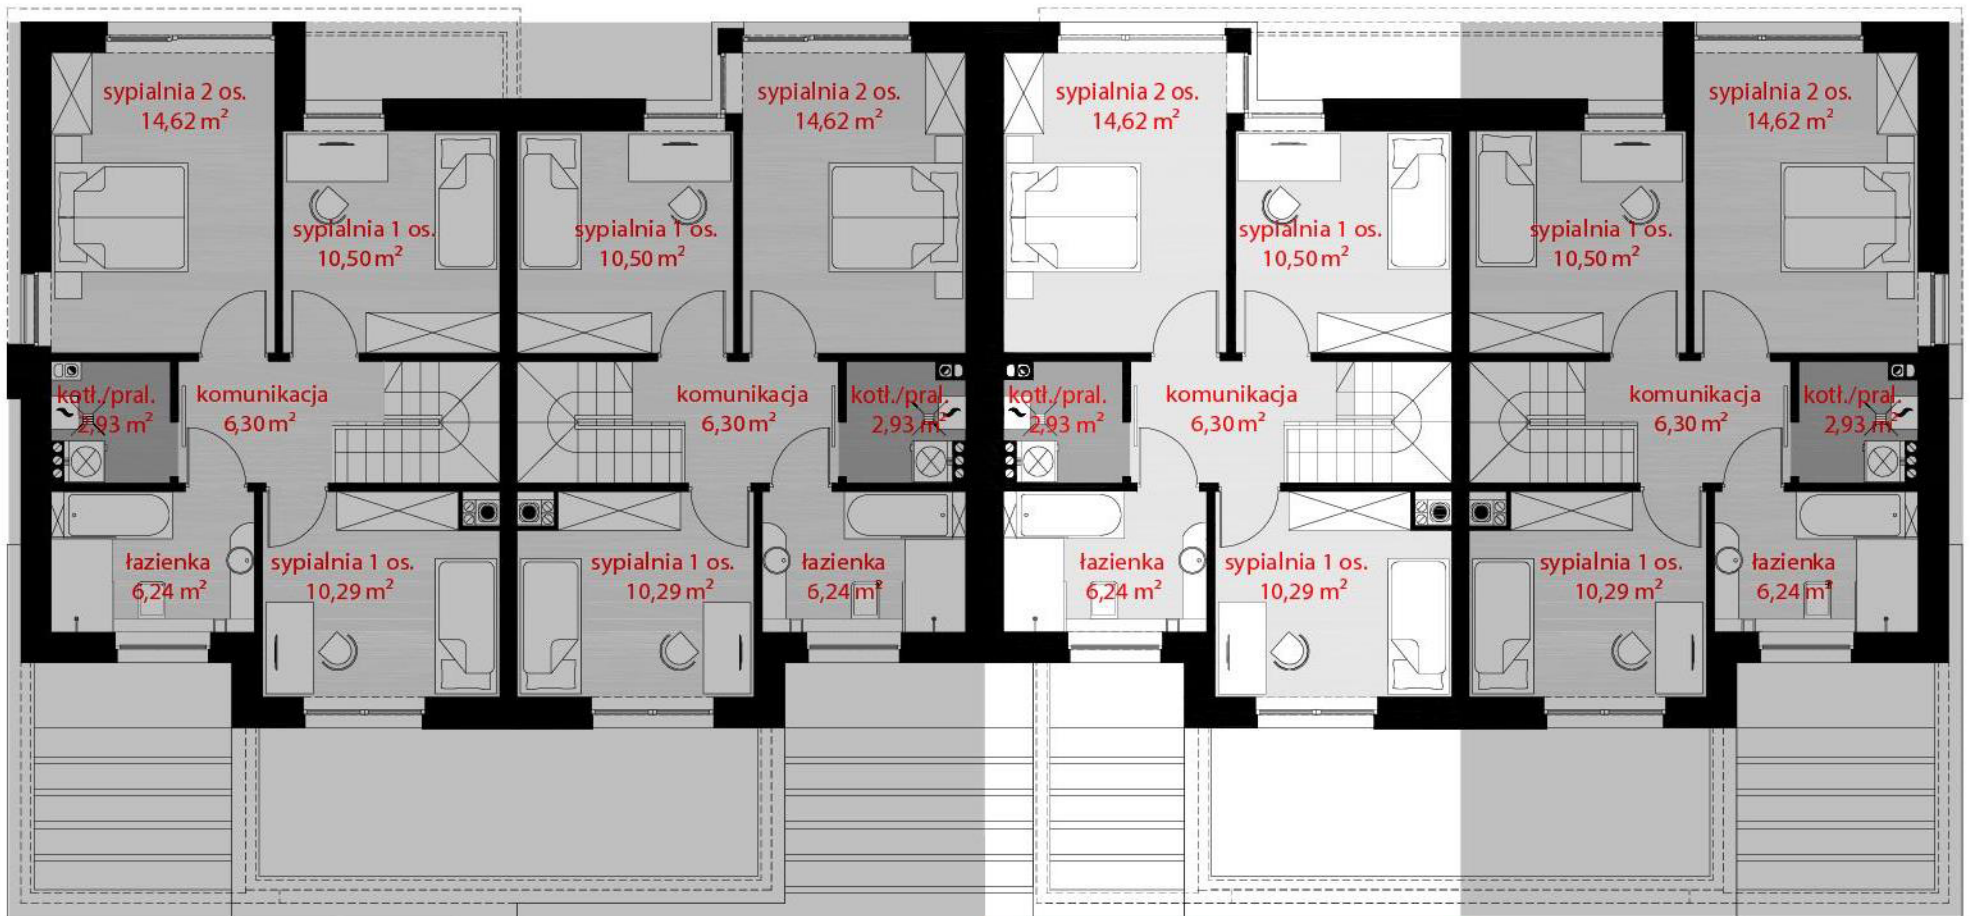 sypialnia 2 os.
14,62 m²
sypialnia 2 os.
14,62 m²
sypialnia 2 os.
14,62 m²
sypialnia 2 os.
14,62 m²
sypialnia 1 os.
10,50 m²
sypialnia 1 os.
10,50 m²
sypialnia 1 os.
10,50 m²
sypialnia 1 os.
10,50 m²
kotł./pral.
2,93 m²
komunikacja
6,30 m²
komunikacja
6,30 m²
kotł./pral.
2,93 m²
kotł./pral.
2,93 m²
komunikacja
6,30 m²
komunikacja
6,30 m²
kotł./pral.
2,93 m²
łazienka
6,24 m²
sypialnia 1 os.
10,29 m²
sypialnia 1 os.
10,29 m²
łazienka
6,24 m²
łazienka
6,24 m²
sypialnia 1 os.
10,29 m²
sypialnia 1 os.
10,29 m²
łazienka
6,24 m²